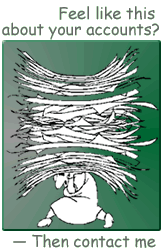 Feel like this
about your accounts?
— Then contact me